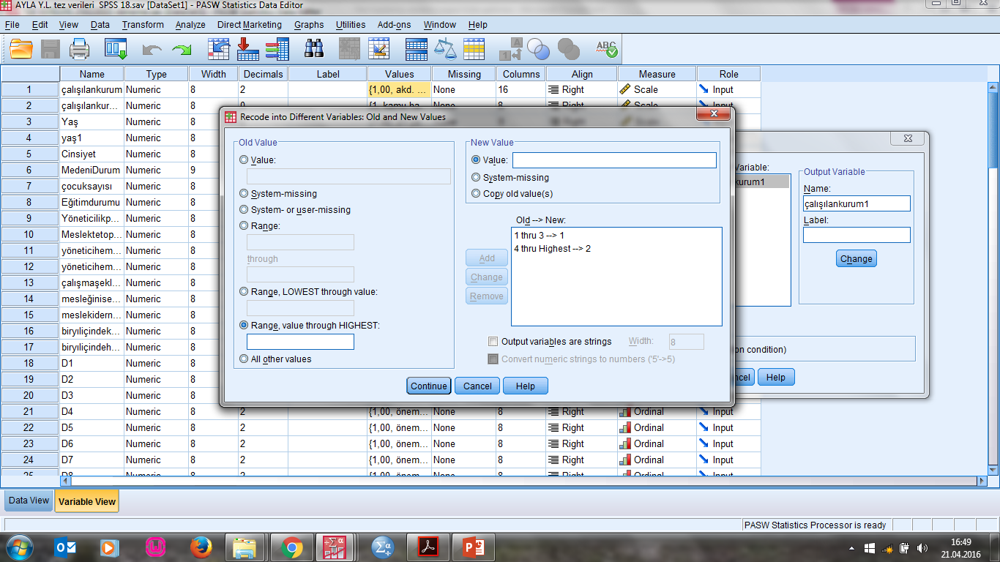 AYLA Y.L. tez verileri SPSS 18.sav [DataSet1] - PASW Statistics Data Editor
File Edit View Data Transform Analyze Direct Marketing Graphs Utilities Add-ons Window Help
Name Type Width Decimals Label Values Missing Columns Align Measure Role
1 çalışılankurum Numeric 8 2 {1,00, akd. ... None 16 Right Scale Input
2 çalışılankur... Numeric 8 None 8 Right Scale Input
3 Yaş Numeric 8
4 yaş1 Numeric 8
5 Cinsiyet Numeric 8
6 MedeniDurum Numeric 9
7 çocuksayısı Numeric 8
8 Eğitimdurumu Numeric 8
9 Yöneticilikp... Numeric 8
10 Meslektetop... Numeric 8
11 yöneticihem... Numeric 8
12 yöneticihem... Numeric 8
13 çalışmaşekl... Numeric 8
14 mesleğinise... Numeric 8
15 meslekidern... Numeric 8
16 biryıliçindek... Numeric 8
17 biryıliçindeh... Numeric 8
18 D1 Numeric 8
19 D2 Numeric 8
20 D3 Numeric 8
21 D4 Numeric 8 2 {1,00, önem... None 8 Right Ordinal Input
22 D5 Numeric 8 2 {1,00, önem... None 8 Right Ordinal Input
23 D6 Numeric 8 2 {1,00, önem... None 8 Right Ordinal Input
24 D7 Numeric 8 2 {1,00, önem... None 8 Right Ordinal Input
25 D8 Numeric 8 2 {1,00, önem... None 8 Right Ordinal Input
Recode into Different Variables: Old and New Values
Old Value
Value:
System-missing
System- or user-missing
Range:
through
Range, LOWEST through value:
Range, value through HIGHEST:
All other values
New Value
Value:
System-missing
Copy old value(s)
Old --> New:
1 thru 3 --> 1
4 thru Highest --> 2
Add
Change
Remove
Output variables are strings Width: 8
Convert numeric strings to numbers ('5'->5)
Continue Cancel Help
Variable:
kurum1
Output Variable
Name:
çalışılankurum1
Label:
Change
on condition)
ncel Help
Data View Variable View
PASW Statistics Processor is ready
16:49
21.04.2016